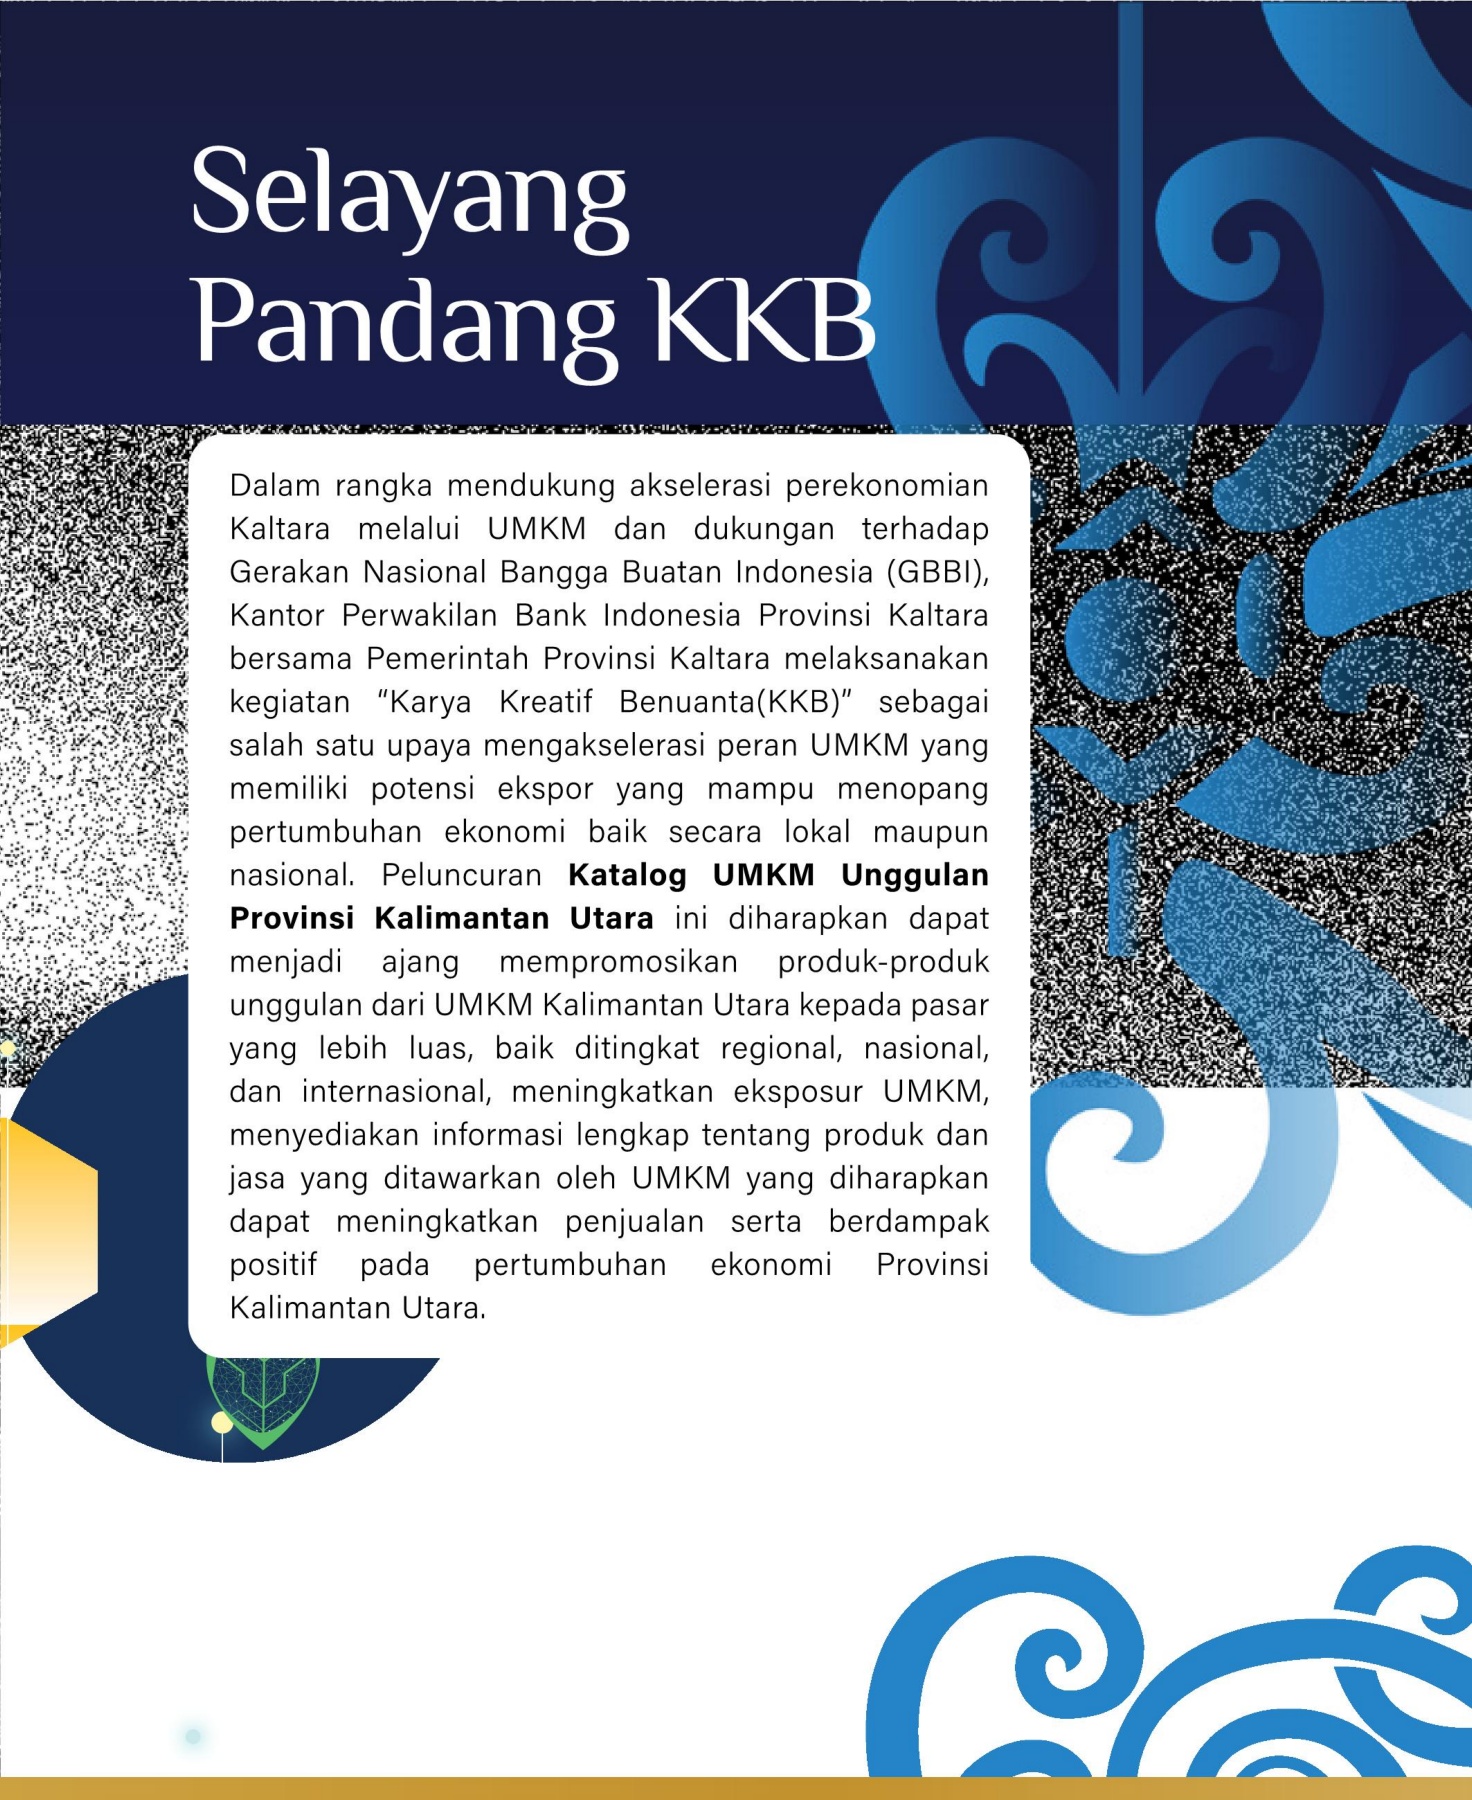 Selayang
Pandang KKB
Dalam rangka mendukung akselerasi perekonomian
Kaltara melalui UMKM dan dukungan terhadap
Gerakan Nasional Bangga Buatan Indonesia (GBBI),
Kantor Perwakilan Bank Indonesia Provinsi Kaltara
bersama Pemerintah Provinsi Kaltara melaksanakan
kegiatan “Karya Kreatif Benuanta(KKB)” sebagai
salah satu upaya mengakselerasi peran UMKM yang
memiliki potensi ekspor yang mampu menopang
pertumbuhan ekonomi baik secara lokal maupun
nasional. Peluncuran Katalog UMKM Unggulan
Provinsi Kalimantan Utara ini diharapkan dapat
menjadi ajang mempromosikan produk-produk
unggulan dari UMKM Kalimantan Utara kepada pasar
yang lebih luas, baik ditingkat regional, nasional,
dan internasional, meningkatkan eksposur UMKM,
menyediakan informasi lengkap tentang produk dan
jasa yang ditawarkan oleh UMKM yang diharapkan
dapat meningkatkan penjualan serta berdampak
positif pada pertumbuhan ekonomi Provinsi
Kalimantan Utara.